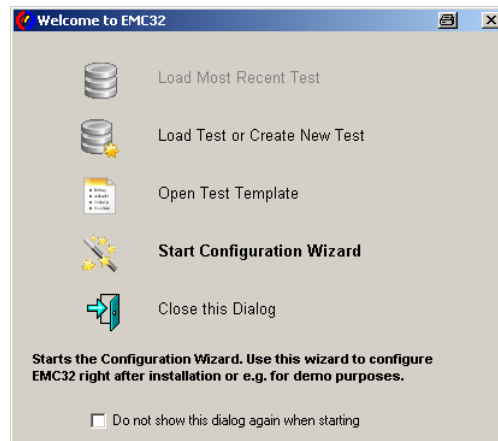 Welcome to EMC32
Load Most Recent Test
Load Test or Create New Test
Open Test Template
Start Configuration Wizard
Close this Dialog
Starts the Configuration Wizard. Use this wizard to configure
EMC32 right after installation or e.g. for demo purposes.
Do not show this dialog again when starting